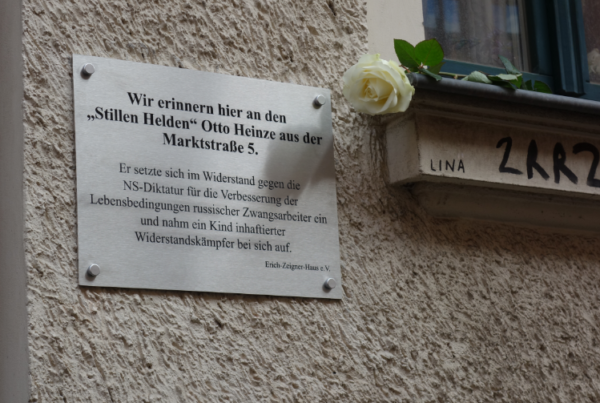 Wir erinnern hier an den
„Stillen Helden“ Otto Heinze aus der
Marktstraße 5.
Er setzte sich im Widerstand gegen die
NS-Diktatur für die Verbesserung der
Lebensbedingungen russischer Zwangsarbeiter ein
und nahm ein Kind inhaftierter
Widerstandskämpfer bei sich auf.
Erich-Zeigner-Haus e.V.
LINA